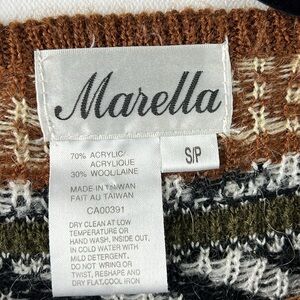 Marella
S/P
70% ACRYLIC/
ACRYLIQUE
30% WOOL/LAINE
MADE IN TAIWAN
FAIT AU TAIWAN
CA00391
DRY CLEAN AT LOW
TEMPERATURE OR
HAND WASH, INSIDE OUT,
IN COLD WATER WITH
MILD DETERGENT,
DO NOT WRING OR
TWIST, RESHAPE AND
DRY FLAT, COOL IRON